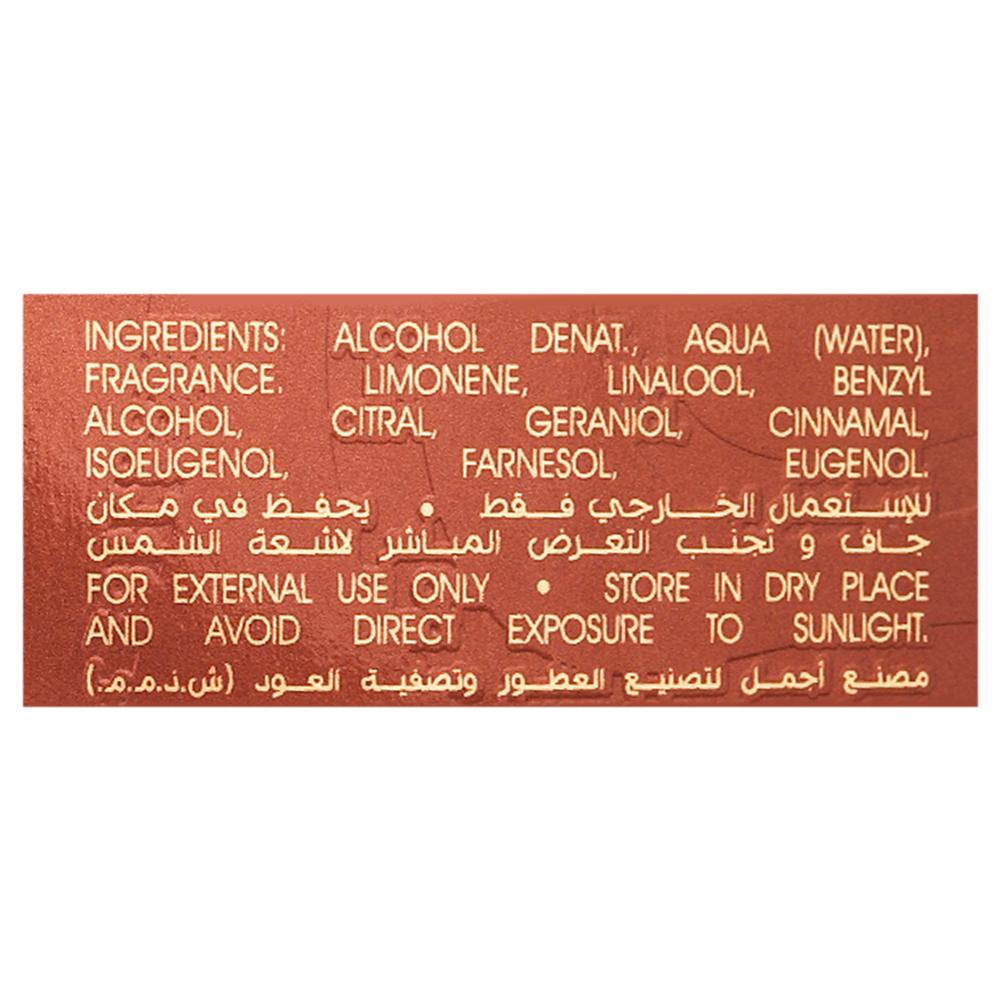 INGREDIENTS: ALCOHOL DENAT., AQUA (WATER),
FRAGRANCE. LIMONENE, LINALOOL, BENZYL
ALCOHOL, CITRAL, GERANIOL, CINNAMAL,
ISOEUGENOL, FARNESOL, EUGENOL.
للإستعمال الخارجي فقط • يحفظ في مكان
جاف و تجنب التعرض المباشر لاشعة الشمس
FOR EXTERNAL USE ONLY • STORE IN DRY PLACE
AND AVOID DIRECT EXPOSURE TO SUNLIGHT.
مصنع أجمل لتصنيع العطور وتصفية العود (ش.ذ.م.م.)